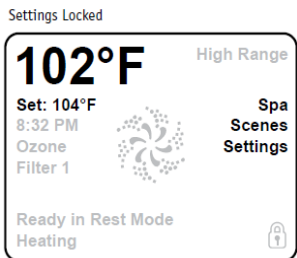 Settings Locked
102°F
High Range
Set: 104°F
Spa
8:32 PM
Scenes
Ozone
Settings
Filter 1
Ready in Rest Mode
Heating